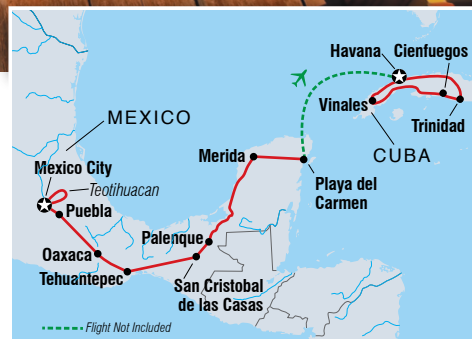 Havana
Cienfuegos
Vinales
Trinidad
CUBA
MEXICO
Mexico City
Teotihuacan
Puebla
Merida
Playa del
Carmen
Palenque
Oaxaca
Tehuantepec
San Cristobal
de las Casas
Flight Not Included